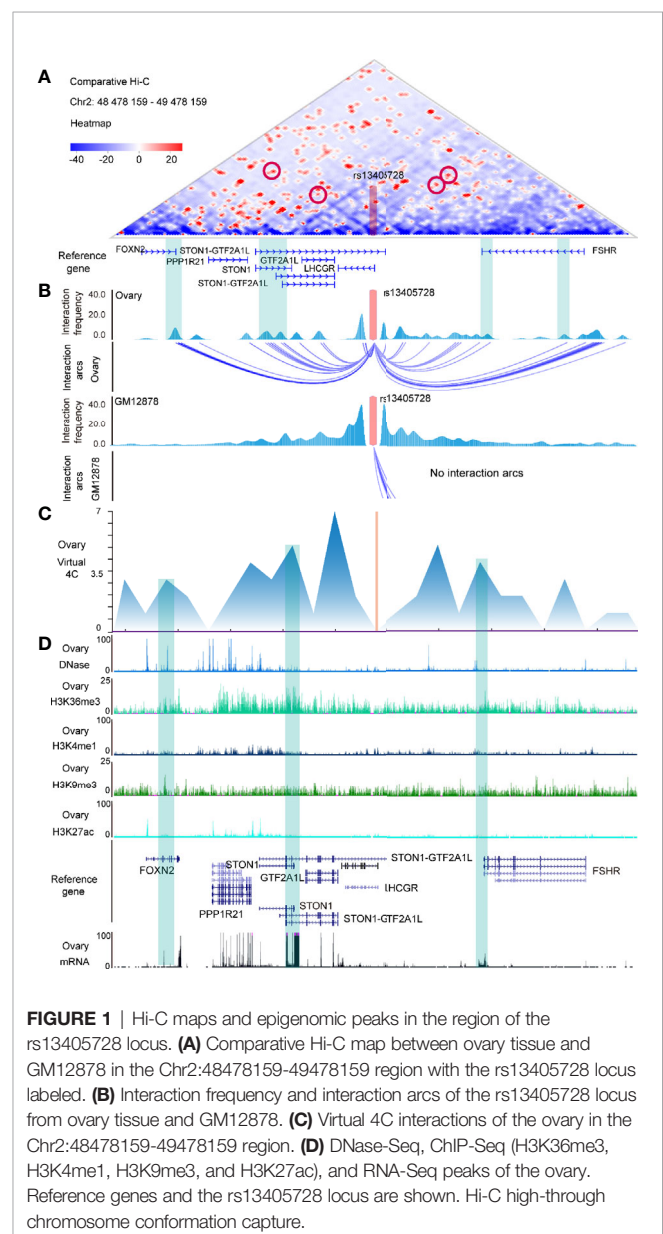 A
Comparative Hi-C
Chr2: 48 478 159 - 49 478 159
Heatmap
-40 -20 0 20
rs13405728
Reference gene
FOXN2
STON1-GTF2A1L
PPP1R21
STON1
GTF2A1L
LHCGR
STON1-GTF2A1L
FSHR
B
Interaction frequency
40.0
20.0
0.0
Ovary
rs13405728
Interaction arcs
Ovary
Interaction frequency
40.0
20.0
0.0
GM12878
rs13405728
Interaction arcs
GM12878
No interaction arcs
C
Ovary
Virtual 4C
7
3.5
0
D
Ovary
DNase
100
0
Ovary
H3K36me3
25
0
Ovary
H3K4me1
100
0
Ovary
H3K9me3
25
0
Ovary
H3K27ac
100
0
Reference gene
FOXN2
STON1
STON1-GTF2A1L
GTF2A1L
FSHR
LHCGR
PPP1R21
STON1
STON1-GTF2A1L
Ovary
mRNA
100
0
FIGURE 1 | Hi-C maps and epigenomic peaks in the region of the
rs13405728 locus. (A) Comparative Hi-C map between ovary tissue and
GM12878 in the Chr2:48478159-49478159 region with the rs13405728 locus
labeled. (B) Interaction frequency and interaction arcs of the rs13405728 locus
from ovary tissue and GM12878. (C) Virtual 4C interactions of the ovary in the
Chr2:48478159-49478159 region. (D) DNase-Seq, ChIP-Seq (H3K36me3,
H3K4me1, H3K9me3, and H3K27ac), and RNA-Seq peaks of the ovary.
Reference genes and the rs13405728 locus are shown. Hi-C high-through
chromosome conformation capture.